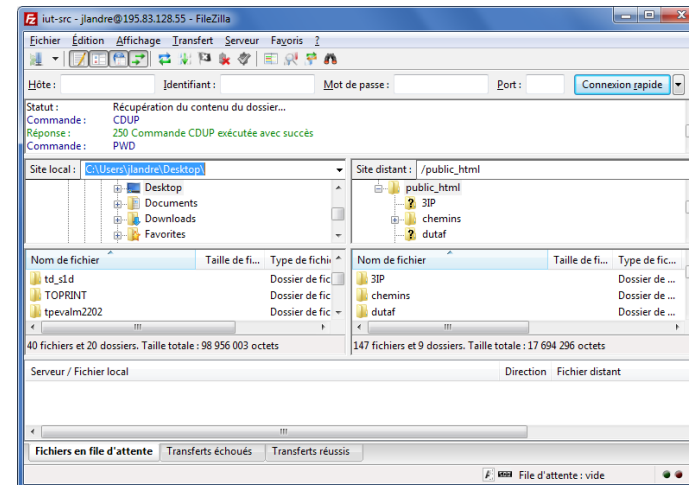 iut-src - jlandre@195.83.128.55 - FileZilla
Fichier Édition Affichage Transfert Serveur Favoris ?
Hôte : Identifiant : Mot de passe : Port : Connexion rapide
Statut : Récupération du contenu du dossier...
Commande : CDUP
Réponse : 250 Commande CDUP exécutée avec succès
Commande : PWD
Site local : C:\Users\jlandre\Desktop\
Desktop
Documents
Downloads
Favorites
Site distant : /public_html
public_html
3IP
chemins
dutaf
Nom de fichier Taille de fi... Type de fichi
td_s1d Dossier de fic
TOPRINT Dossier de fic
tpevalm2202 Dossier de fic
40 fichiers et 20 dossiers. Taille totale : 98 956 003 octets
Nom de fichier Taille de fi... Type de fic...
3IP Dossier de ...
chemins Dossier de ...
dutaf Dossier de ...
147 fichiers et 9 dossiers. Taille totale : 17 694 296 octets
Serveur / Fichier local Direction Fichier distant
Fichiers en file d'attente Transferts échoués Transferts réussis
File d'attente : vide